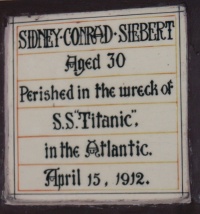 SIDNEY·CONRAD·SIEBERT
Aged 30
Perished in the wreck of
S.S."Titanic",
in the Atlantic.
April 15, 1912.